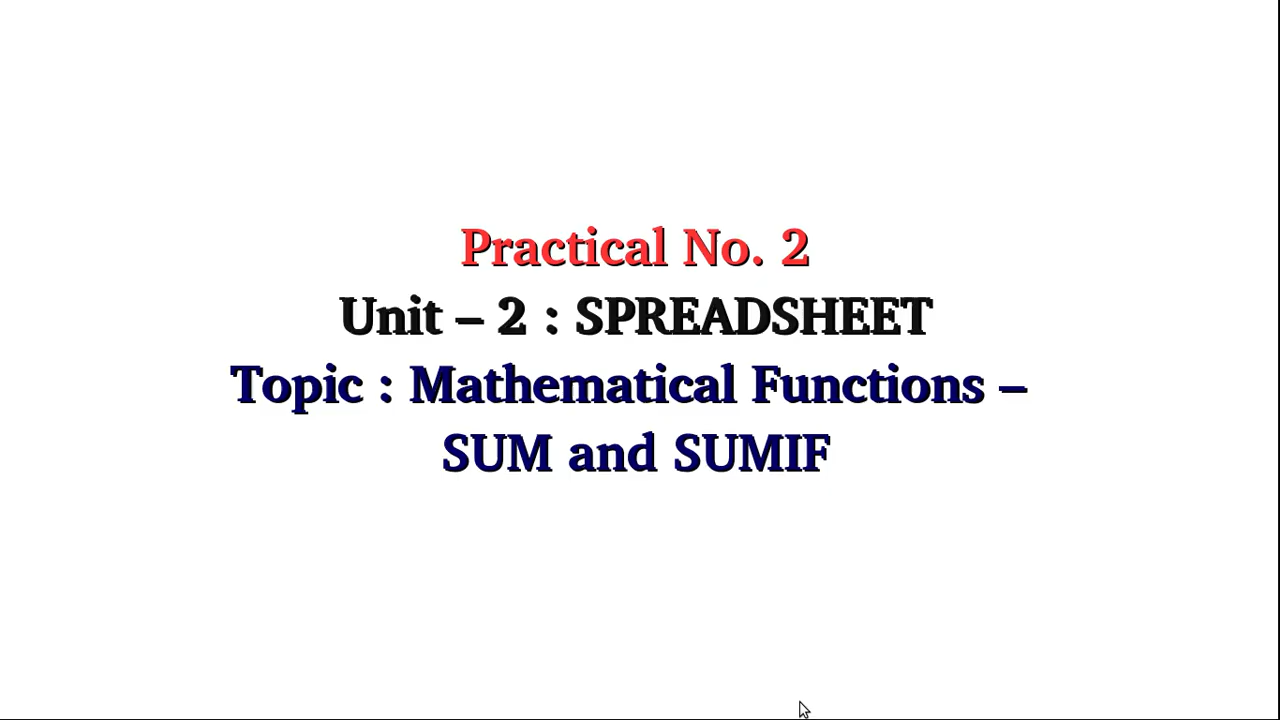 Practical No. 2
Unit – 2 : SPREADSHEET
Topic : Mathematical Functions –
SUM and SUMIF